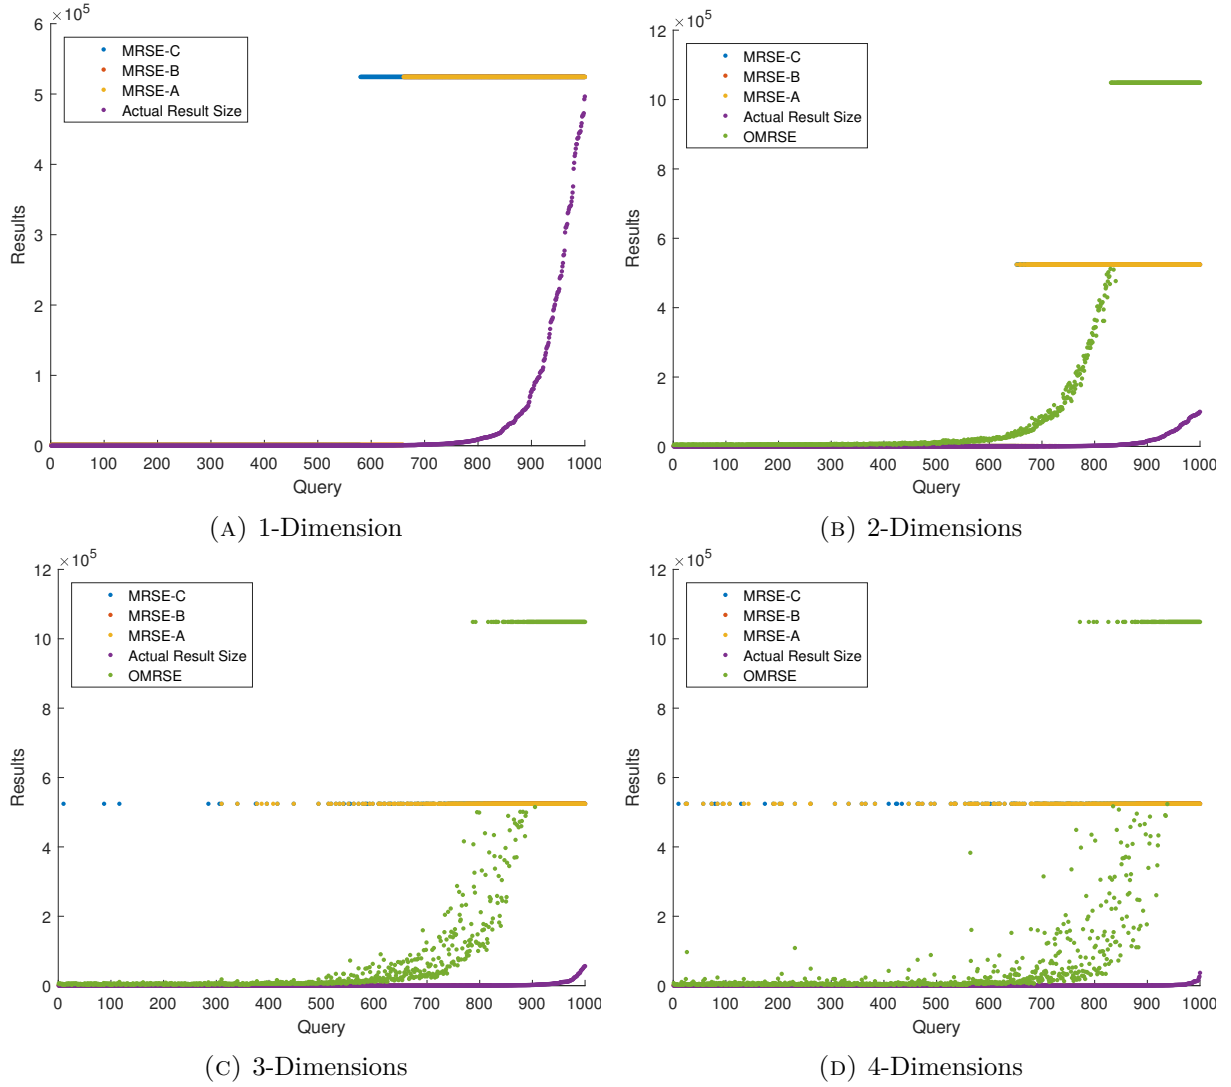 ×10^5
MRSE-C
MRSE-B
MRSE-A
Actual Result Size
Results
6
5
4
3
2
1
0
0 100 200 300 400 500 600 700 800 900 1000
Query
(A) 1-Dimension
×10^5
MRSE-C
MRSE-B
MRSE-A
Actual Result Size
OMRSE
Results
12
10
8
6
4
2
0
0 100 200 300 400 500 600 700 800 900 1000
Query
(B) 2-Dimensions
×10^5
MRSE-C
MRSE-B
MRSE-A
Actual Result Size
OMRSE
Results
12
10
8
6
4
2
0
0 100 200 300 400 500 600 700 800 900 1000
Query
(C) 3-Dimensions
×10^5
MRSE-C
MRSE-B
MRSE-A
Actual Result Size
OMRSE
Results
12
10
8
6
4
2
0
0 100 200 300 400 500 600 700 800 900 1000
Query
(D) 4-Dimensions